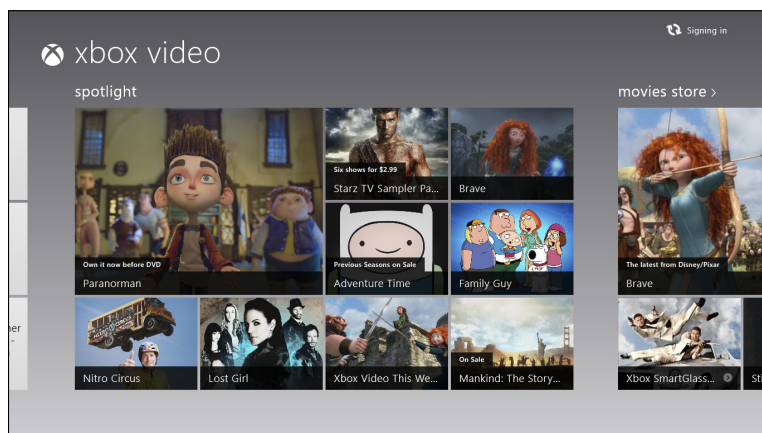 Signing in
xbox video
spotlight
movies store >
Own it now before DVD
Paranorman
Six shows for $2.99
Starz TV Sampler Pa...
Brave
Previous Seasons on Sale
Adventure Time
Family Guy
The latest from Disney/Pixar
Brave
ner
-
Nitro Circus
Lost Girl
Xbox Video This We...
On Sale
Mankind: The Story...
Xbox SmartGlass...
Sti